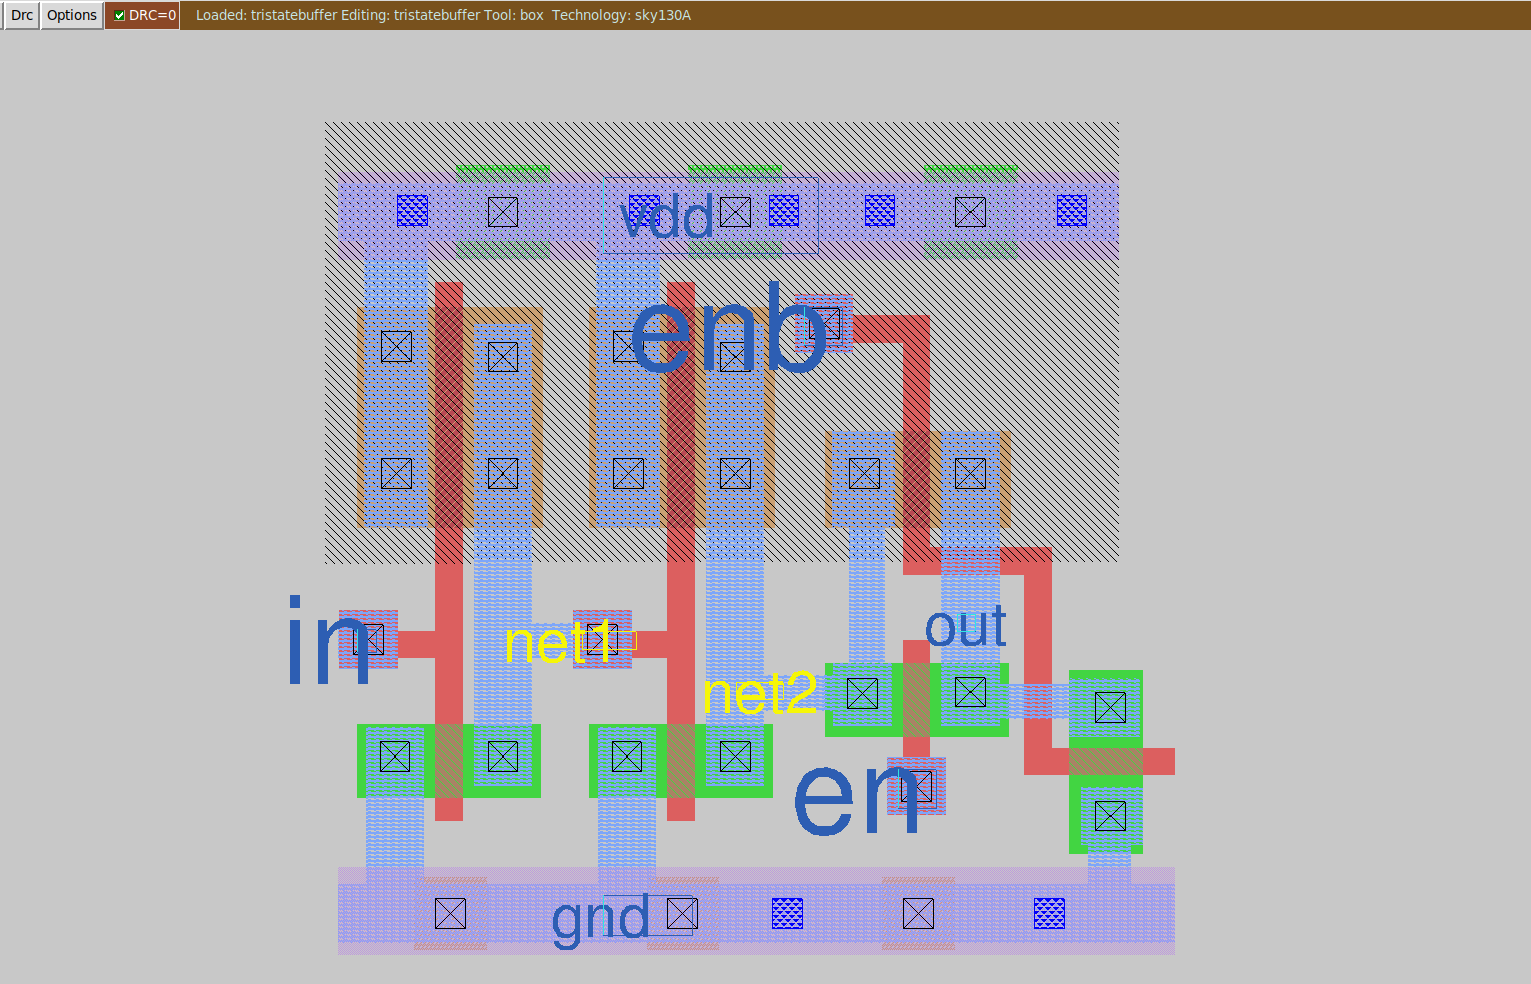 Drc Options DRC=0 Loaded: tristatebuffer Editing: tristatebuffer Tool: box Technology: sky130A
vdd
enb
in
net1
out
net2
en
gnd